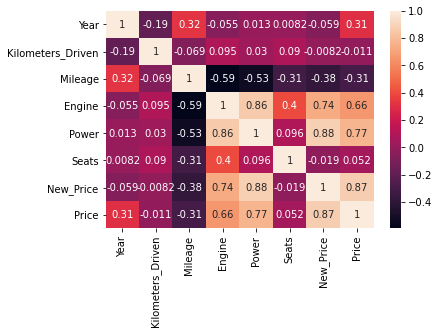 Year 1 -0.19 0.32 -0.055 0.013 0.0082 -0.059 0.31
Kilometers_Driven -0.19 1 -0.069 0.095 0.03 0.09 -0.0082 -0.011
Mileage 0.32 -0.069 1 -0.59 -0.53 -0.31 -0.38 -0.31
Engine -0.055 0.095 -0.59 1 0.86 0.4 0.74 0.66
Power 0.013 0.03 -0.53 0.86 1 0.096 0.88 0.77
Seats 0.0082 0.09 -0.31 0.4 0.096 1 -0.019 0.052
New_Price -0.059 -0.0082 -0.38 0.74 0.88 -0.019 1 0.87
Price 0.31 -0.011 -0.31 0.66 0.77 0.052 0.87 1
Year
Kilometers_Driven
Mileage
Engine
Power
Seats
New_Price
Price
1.0
0.8
0.6
0.4
0.2
0.0
−0.2
−0.4